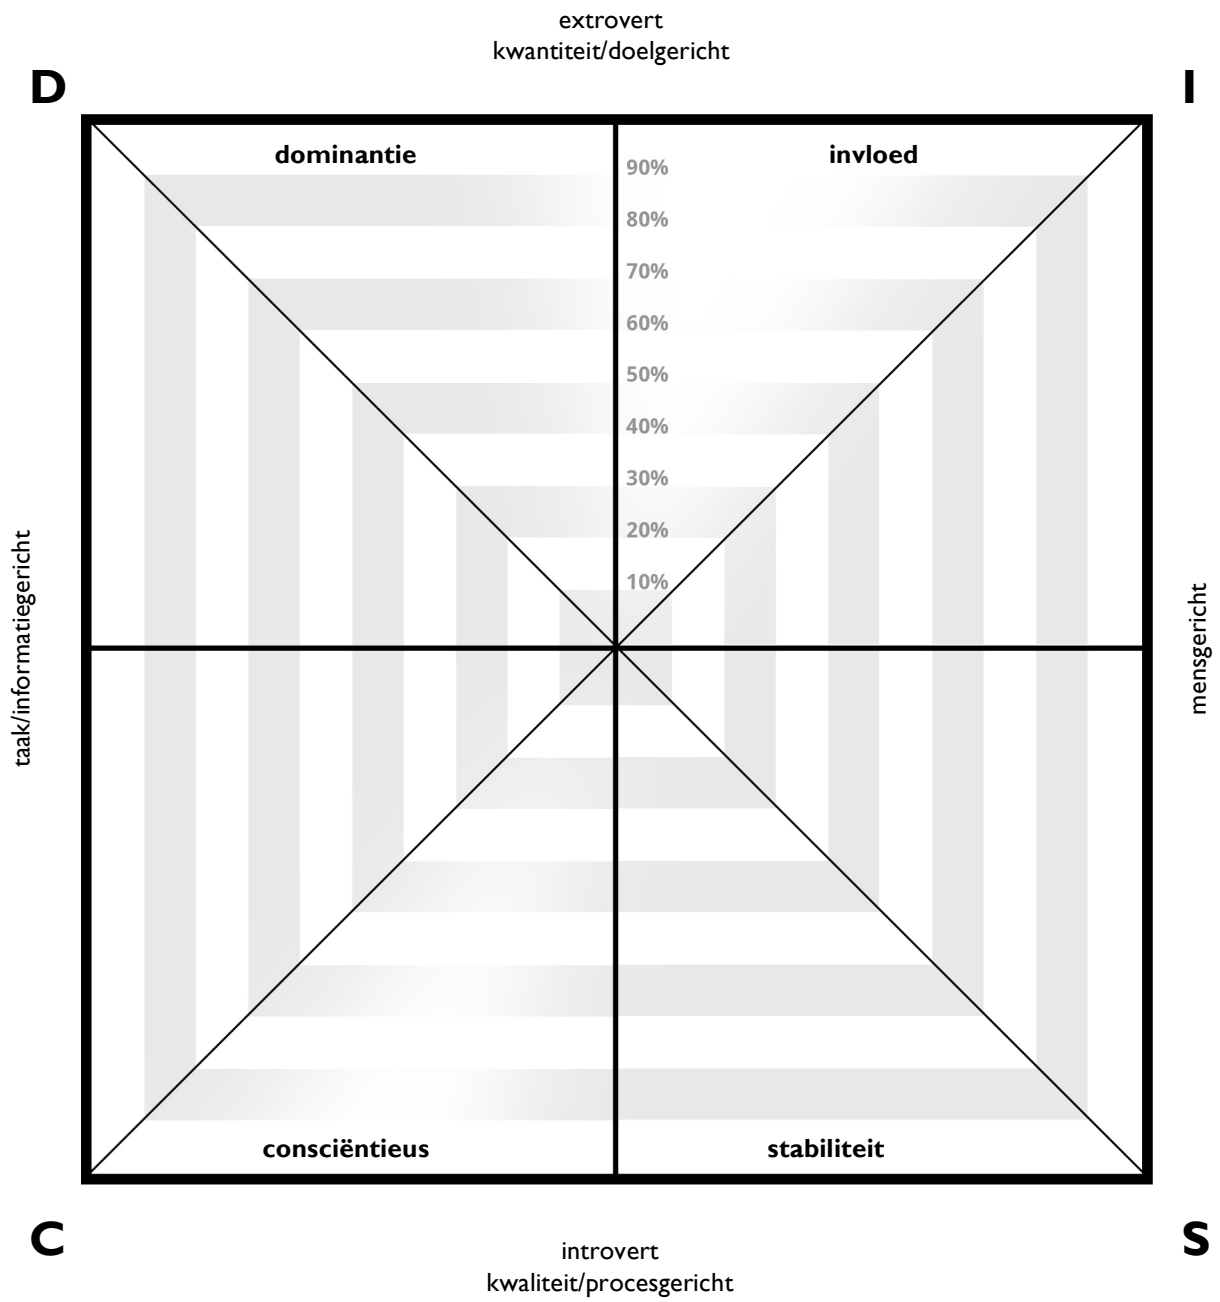 extrovert
kwantiteit/doelgericht
D
I
dominantie
invloed
90%
80%
70%
60%
50%
40%
30%
20%
10%
taak/informatiegericht
mensgericht
consciëntieus
stabiliteit
C
S
introvert
kwaliteit/procesgericht